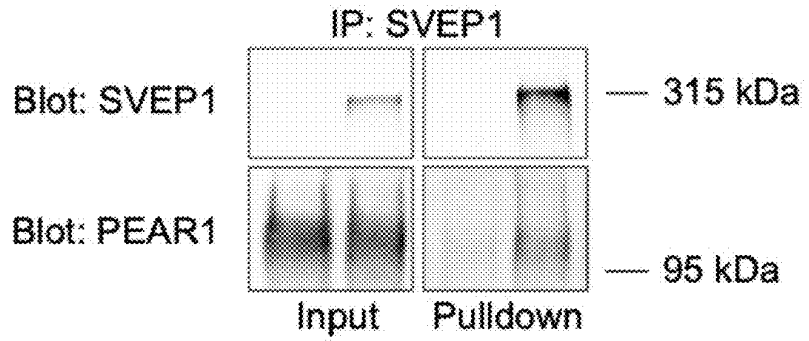 IP: SVEP1
Blot: SVEP1
315 kDa
Blot: PEAR1
95 kDa
Input
Pulldown